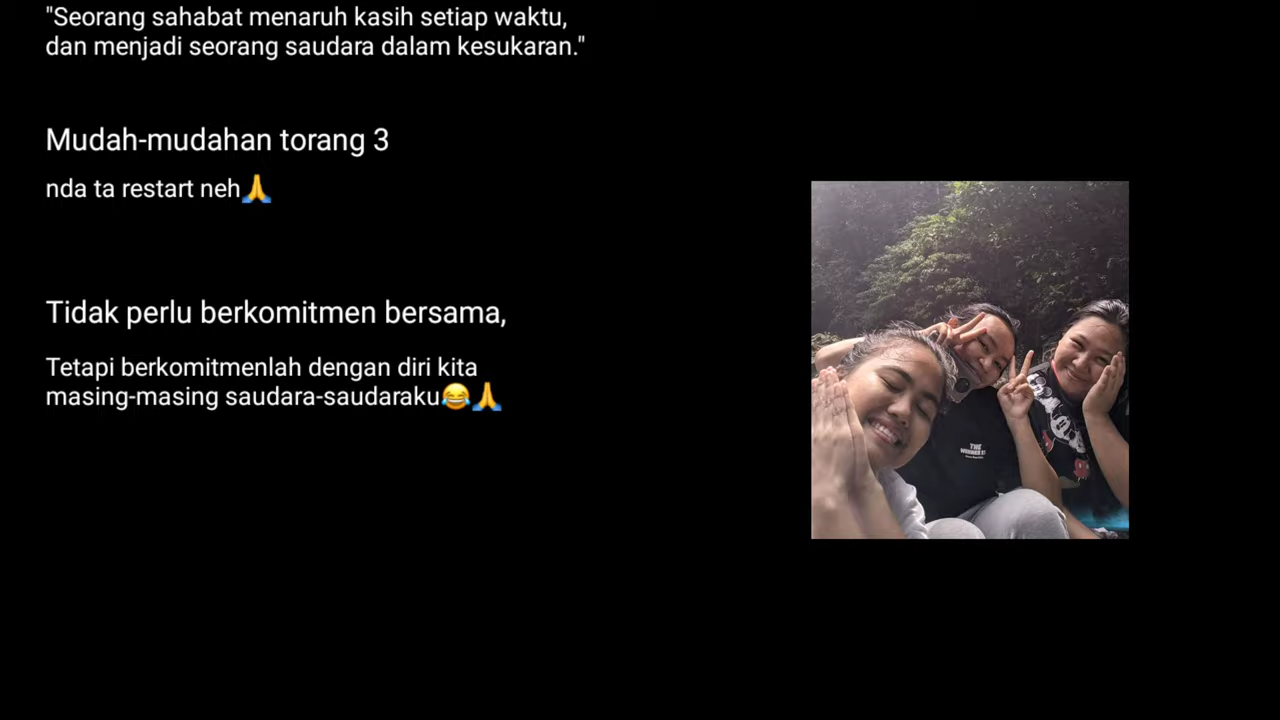 "Seorang sahabat menaruh kasih setiap waktu,
dan menjadi seorang saudara dalam kesukaran."
Mudah-mudahan torang 3
nda ta restart neh🙏
Tidak perlu berkomitmen bersama,
Tetapi berkomitmenlah dengan diri kita
masing-masing saudara-saudaraku😂🙏
THE